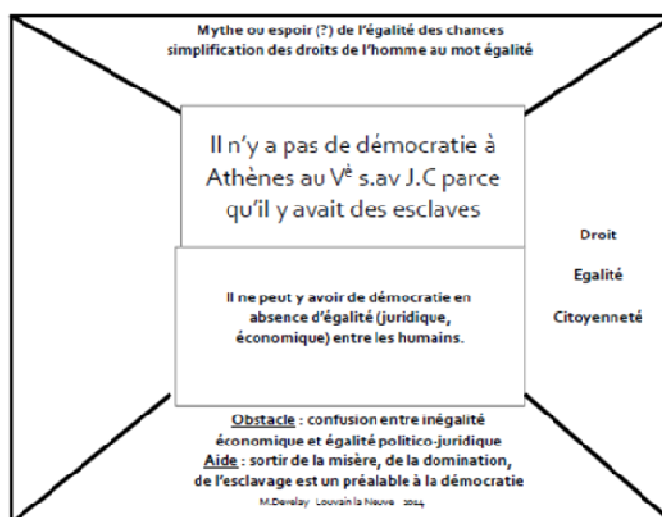 Mythe ou espoir (?) de l'égalité des chances
simplification des droits de l'homme au mot égalité
Il n'y a pas de démocratie à
Athènes au Vè s.av J.C parce
qu'il y avait des esclaves
Il ne peut y avoir de démocratie en
absence d'égalité (juridique,
économique) entre les humains.
Droit
Egalité
Citoyenneté
Obstacle : confusion entre inégalité
économique et égalité politico-juridique
Aide : sortir de la misère, de la domination,
de l'esclavage est un préalable à la démocratie
M.Develay Louvain la Neuve 2014